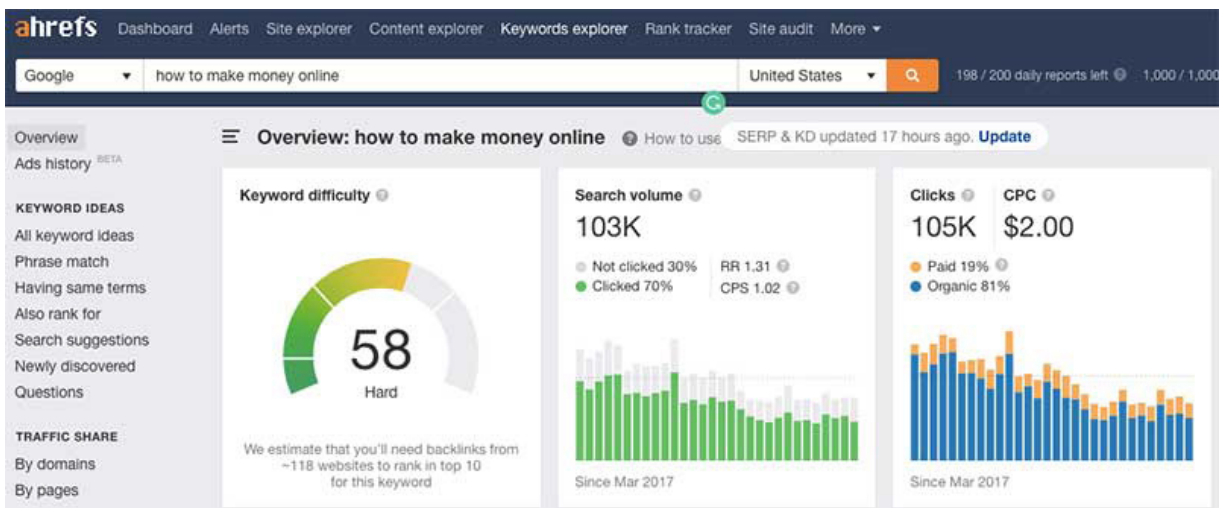 ahrefs Dashboard Alerts Site explorer Content explorer Keywords explorer Rank tracker Site audit More
Google how to make money online United States 198 / 200 daily reports left 1,000 / 1,000
Overview
Ads history BETA
KEYWORD IDEAS
All keyword ideas
Phrase match
Having same terms
Also rank for
Search suggestions
Newly discovered
Questions
TRAFFIC SHARE
By domains
By pages
Overview: how to make money online How to use SERP & KD updated 17 hours ago. Update
Keyword difficulty
58
Hard
We estimate that you'll need backlinks from
~118 websites to rank in top 10
for this keyword
Search volume
103K
Not clicked 30% RR 1.31
Clicked 70% CPS 1.02
Since Mar 2017
Clicks CPC
105K $2.00
Paid 19%
Organic 81%
Since Mar 2017